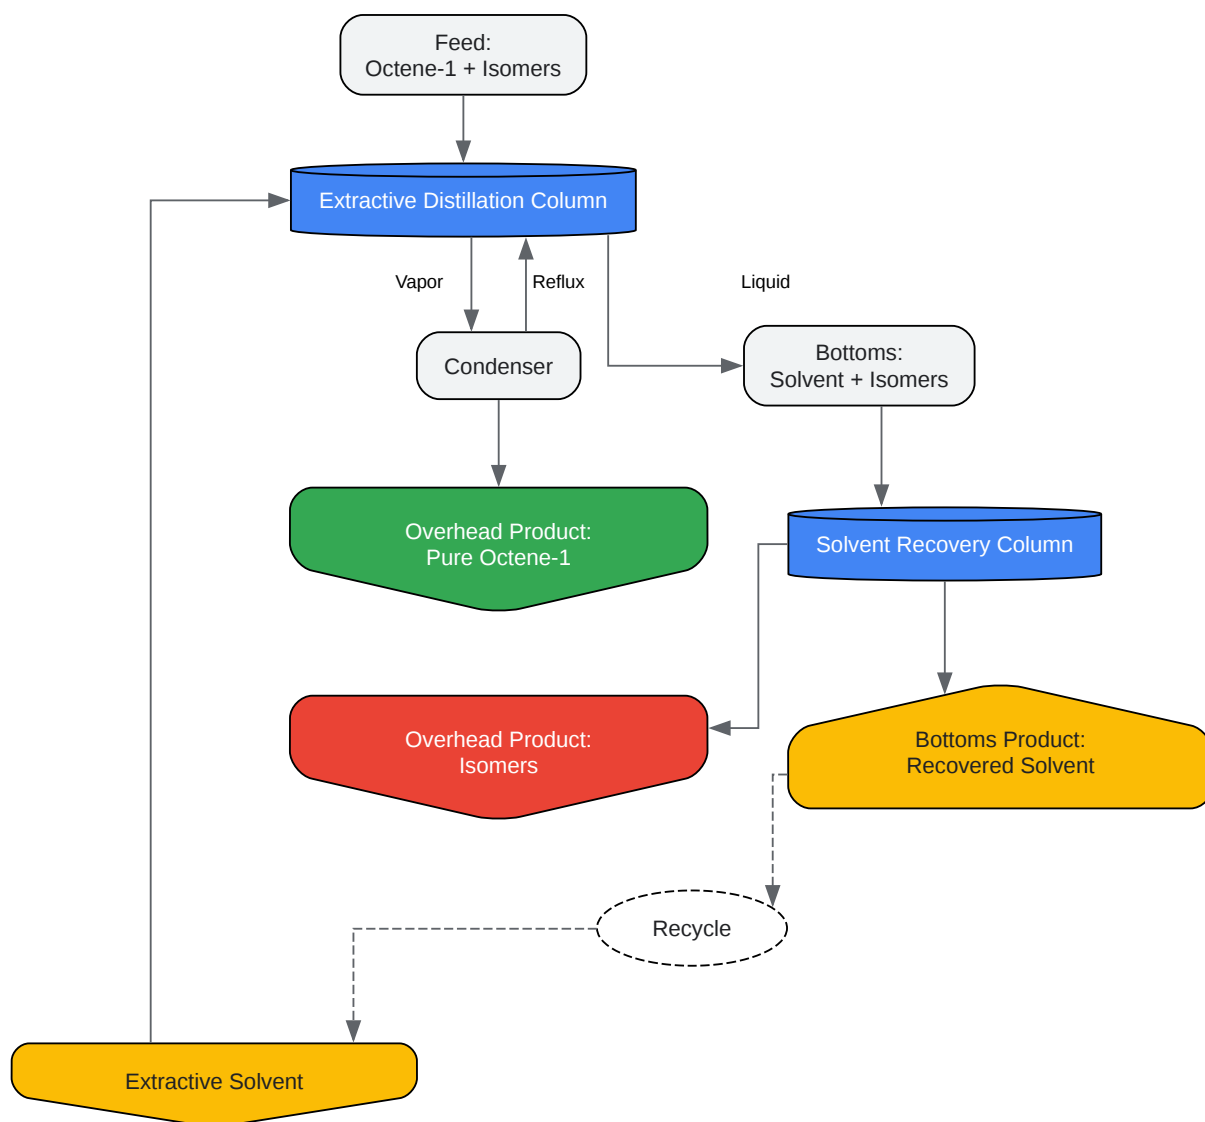 Feed:
Octene-1 + Isomers
Extractive Distillation Column
Vapor
Reflux
Liquid
Condenser
Bottoms:
Solvent + Isomers
Overhead Product:
Pure Octene-1
Solvent Recovery Column
Overhead Product:
Isomers
Bottoms Product:
Recovered Solvent
Recycle
Extractive Solvent